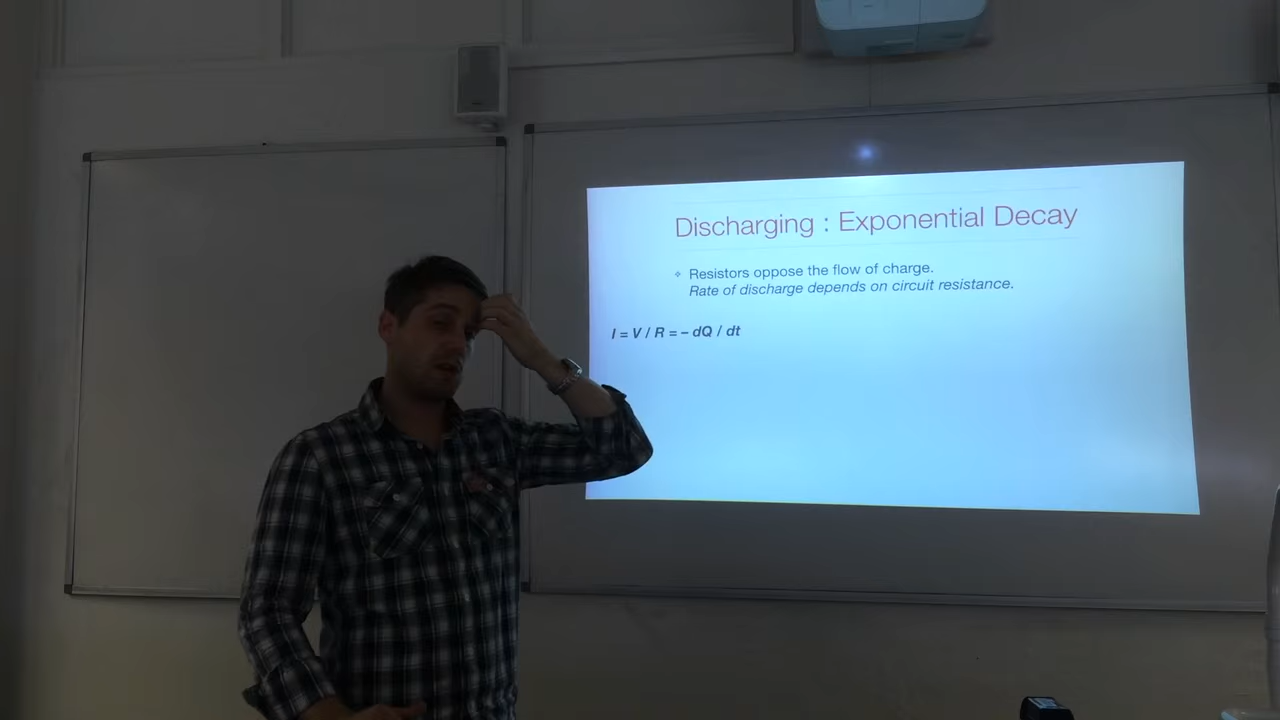 Discharging : Exponential Decay
Resistors oppose the flow of charge.
Rate of discharge depends on circuit resistance.
I = V / R = – dQ / dt